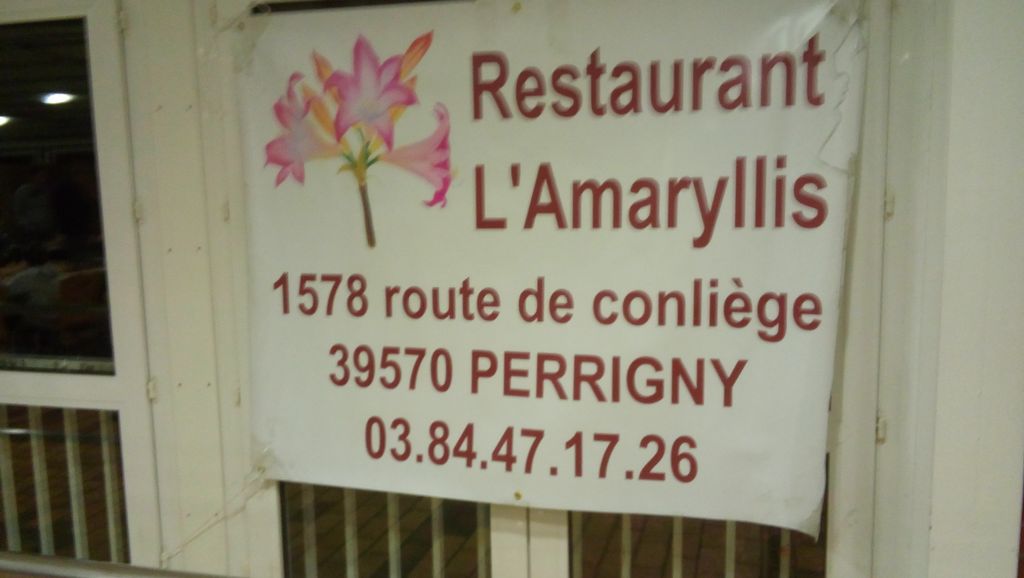 Restaurant
L'Amaryllis
1578 route de conliège
39570 PERRIGNY
03.84.47.17.26